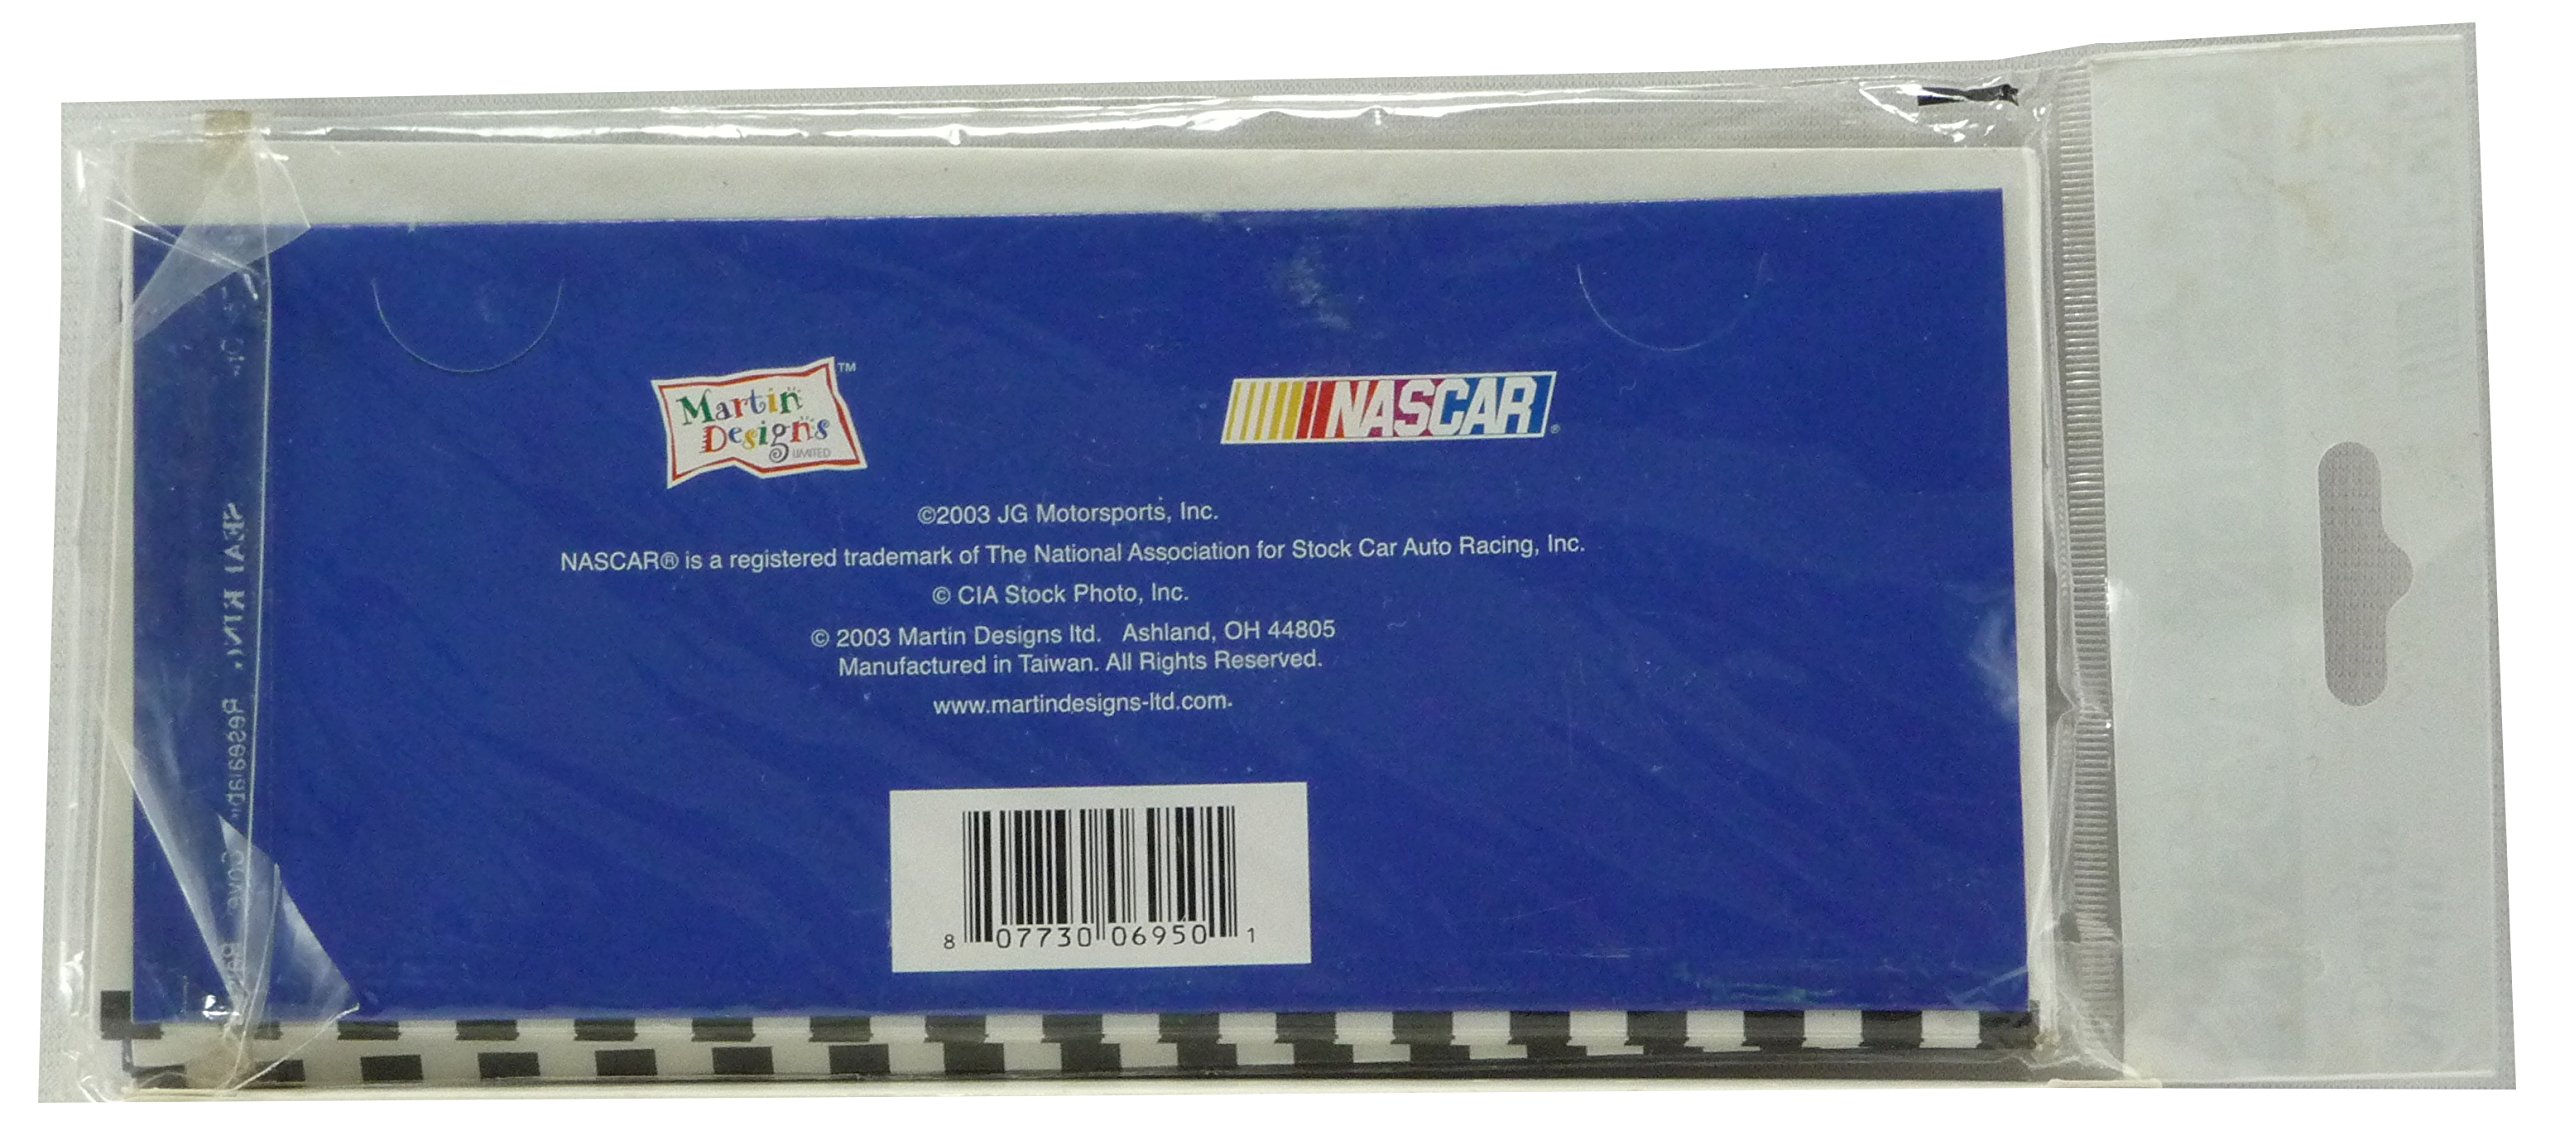 Martin
Designs
LIMITED
TM
NASCAR®
©2003 JG Motorsports, Inc.
NASCAR® is a registered trademark of The National Association for Stock Car Auto Racing, Inc.
© CIA Stock Photo, Inc.
© 2003 Martin Designs ltd. Ashland, OH 44805
Manufactured in Taiwan. All Rights Reserved.
www.martindesigns-ltd.com
8 07730 06950 1